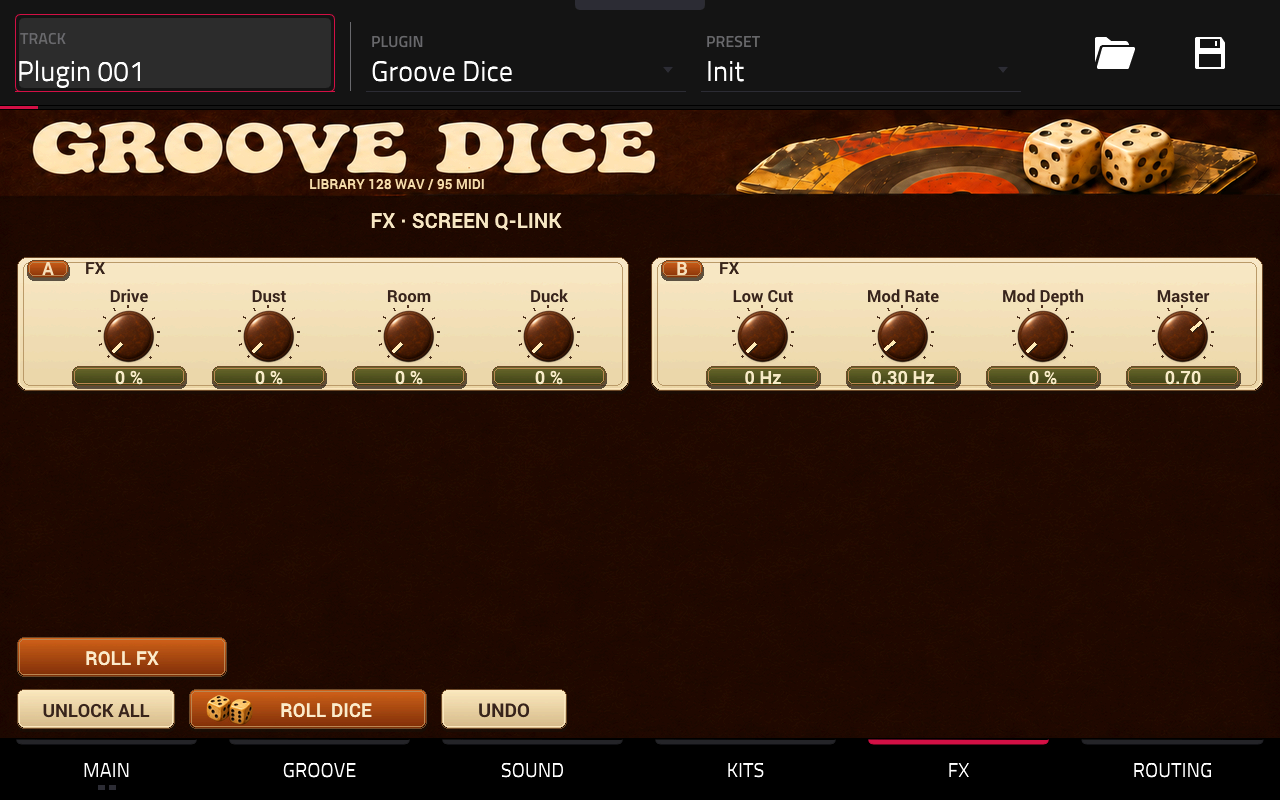 TRACK
Plugin 001
PLUGIN
Groove Dice
PRESET
Init
GROOVE DICE
LIBRARY 128 WAV / 95 MIDI
FX · SCREEN Q-LINK
A FX
Drive Dust Room Duck
0 % 0 % 0 % 0 %
B FX
Low Cut Mod Rate Mod Depth Master
0 Hz 0.30 Hz 0 % 0.70
ROLL FX
UNLOCK ALL ROLL DICE UNDO
MAIN GROOVE SOUND KITS FX ROUTING